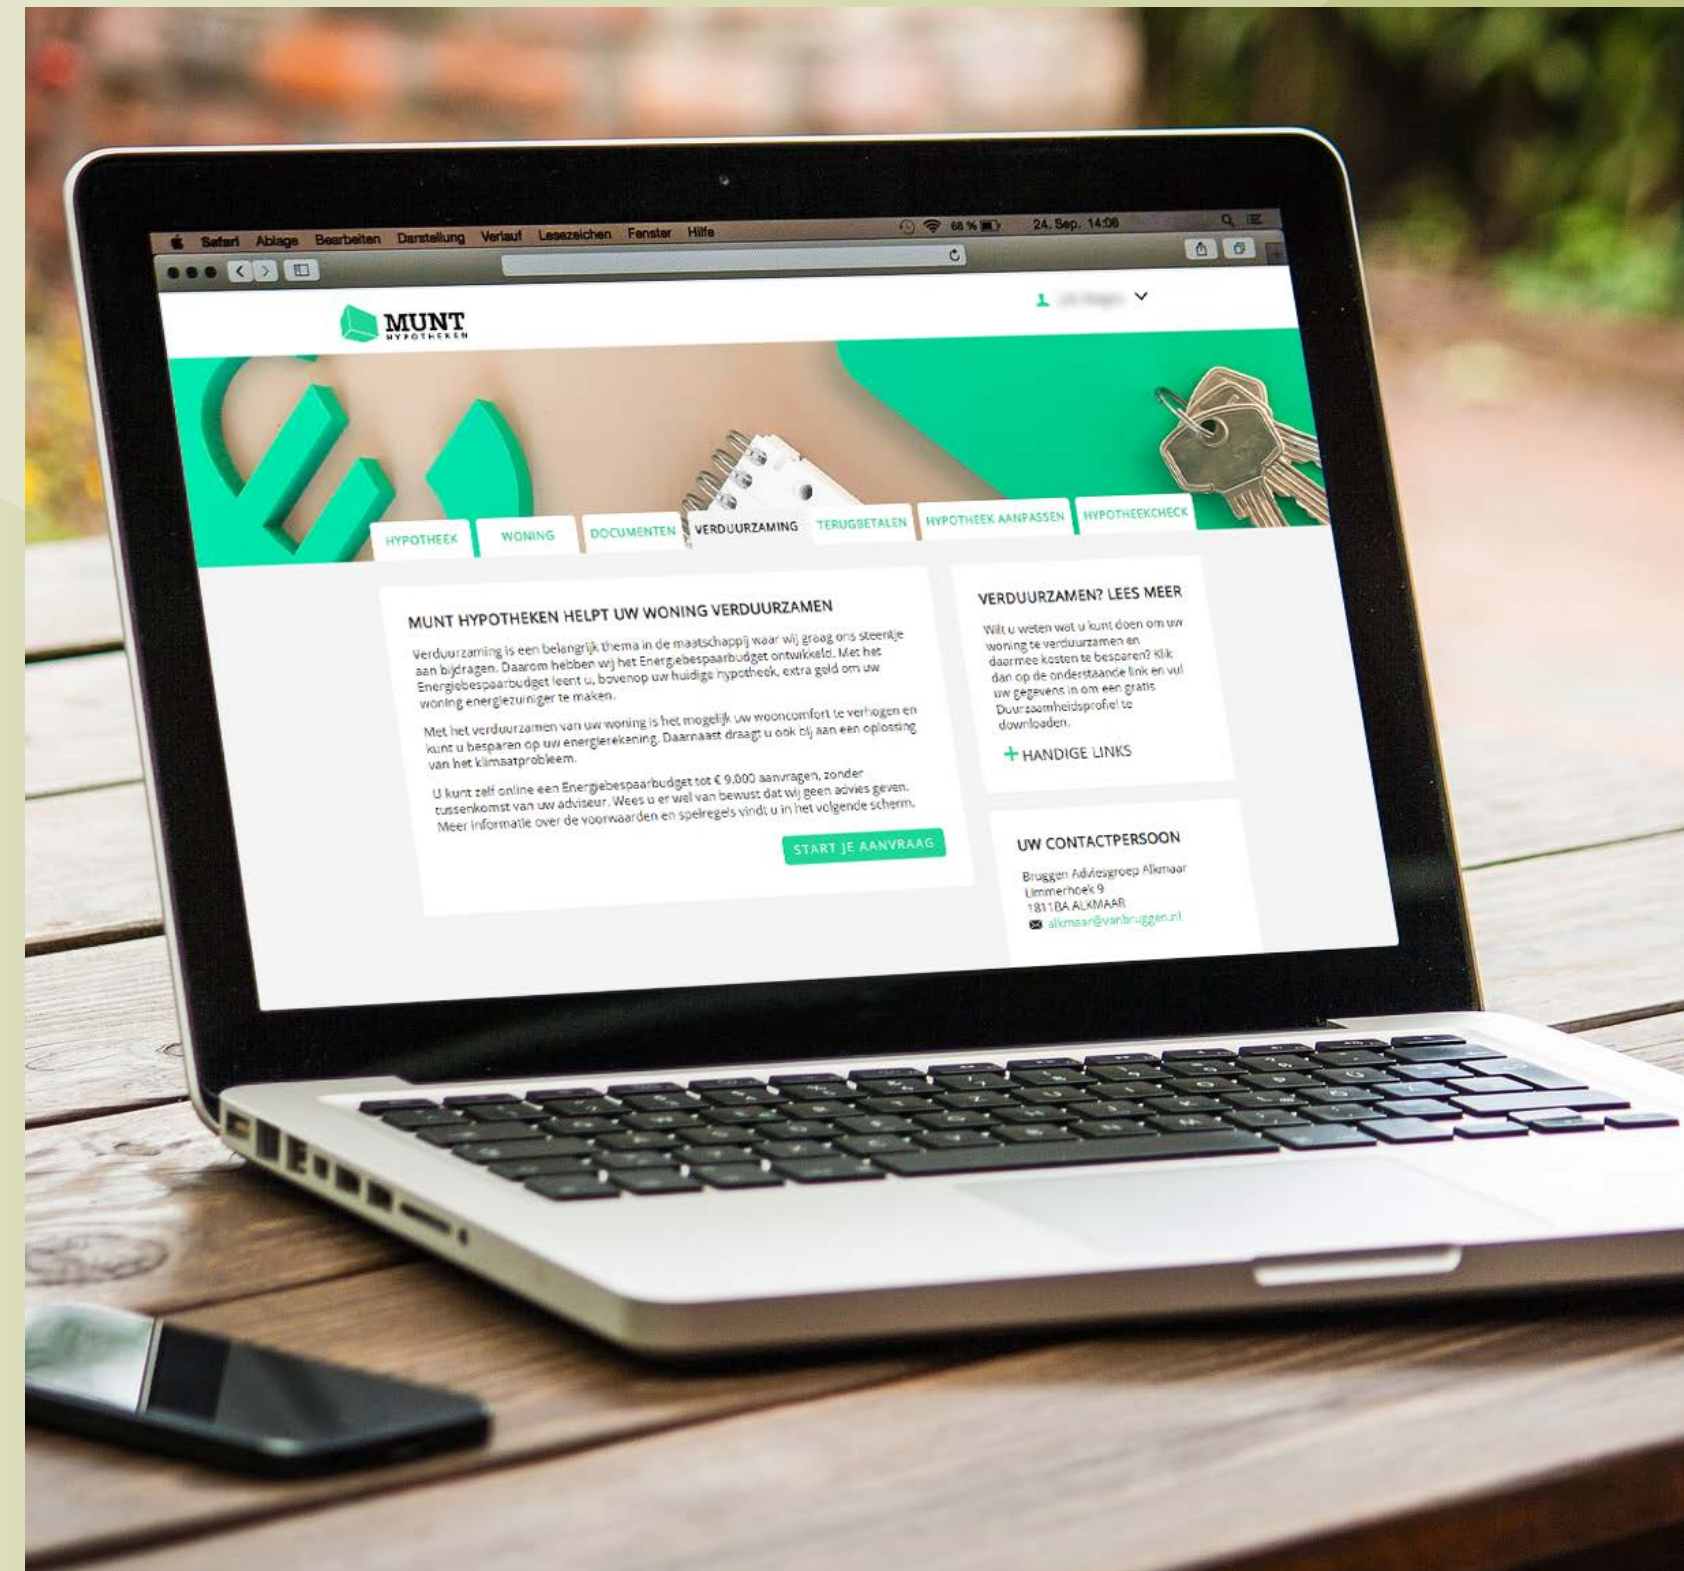 Safari Ablage Bearbeiten Darstellung Verlauf Lesezeichen Fenster Hilfe 68 % 24. Sep. 14:08
MUNT
HYPOTHEKEN
HYPOTHEEK WONING DOCUMENTEN VERDUURZAMING TERUGBETALEN HYPOTHEEK AANPASSEN HYPOTHEEKCHECK
MUNT HYPOTHEKEN HELPT UW WONING VERDUURZAMEN
Verduurzaming is een belangrijk thema in de maatschappij waar wij graag ons steentje
aan bijdragen. Daarom hebben wij het Energiebespaarbudget ontwikkeld. Met het
Energiebespaarbudget leent u, bovenop uw huidige hypotheek, extra geld om uw
woning energiezuiniger te maken.
Met het verduurzamen van uw woning is het mogelijk uw wooncomfort te verhogen en
kunt u besparen op uw energierekening. Daarnaast draagt u ook bij aan een oplossing
van het klimaatprobleem.
U kunt zelf online een Energiebespaarbudget tot € 9.000 aanvragen, zonder
tussenkomst van uw adviseur. Wees u er wel van bewust dat wij geen advies geven.
Meer informatie over de voorwaarden en spelregels vindt u in het volgende scherm.
START JE AANVRAAG
VERDUURZAMEN? LEES MEER
Wilt u weten wat u kunt doen om uw
woning te verduurzamen en
daarmee kosten te besparen? Klik
dan op de onderstaande link en vul
uw gegevens in om een gratis
Duurzaamheidsprofiel te
downloaden.
+ HANDIGE LINKS
UW CONTACTPERSOON
Bruggen Adviesgroep Alkmaar
Limmerhoek 9
1811BA ALKMAAR
alkmaar@vanbruggen.nl